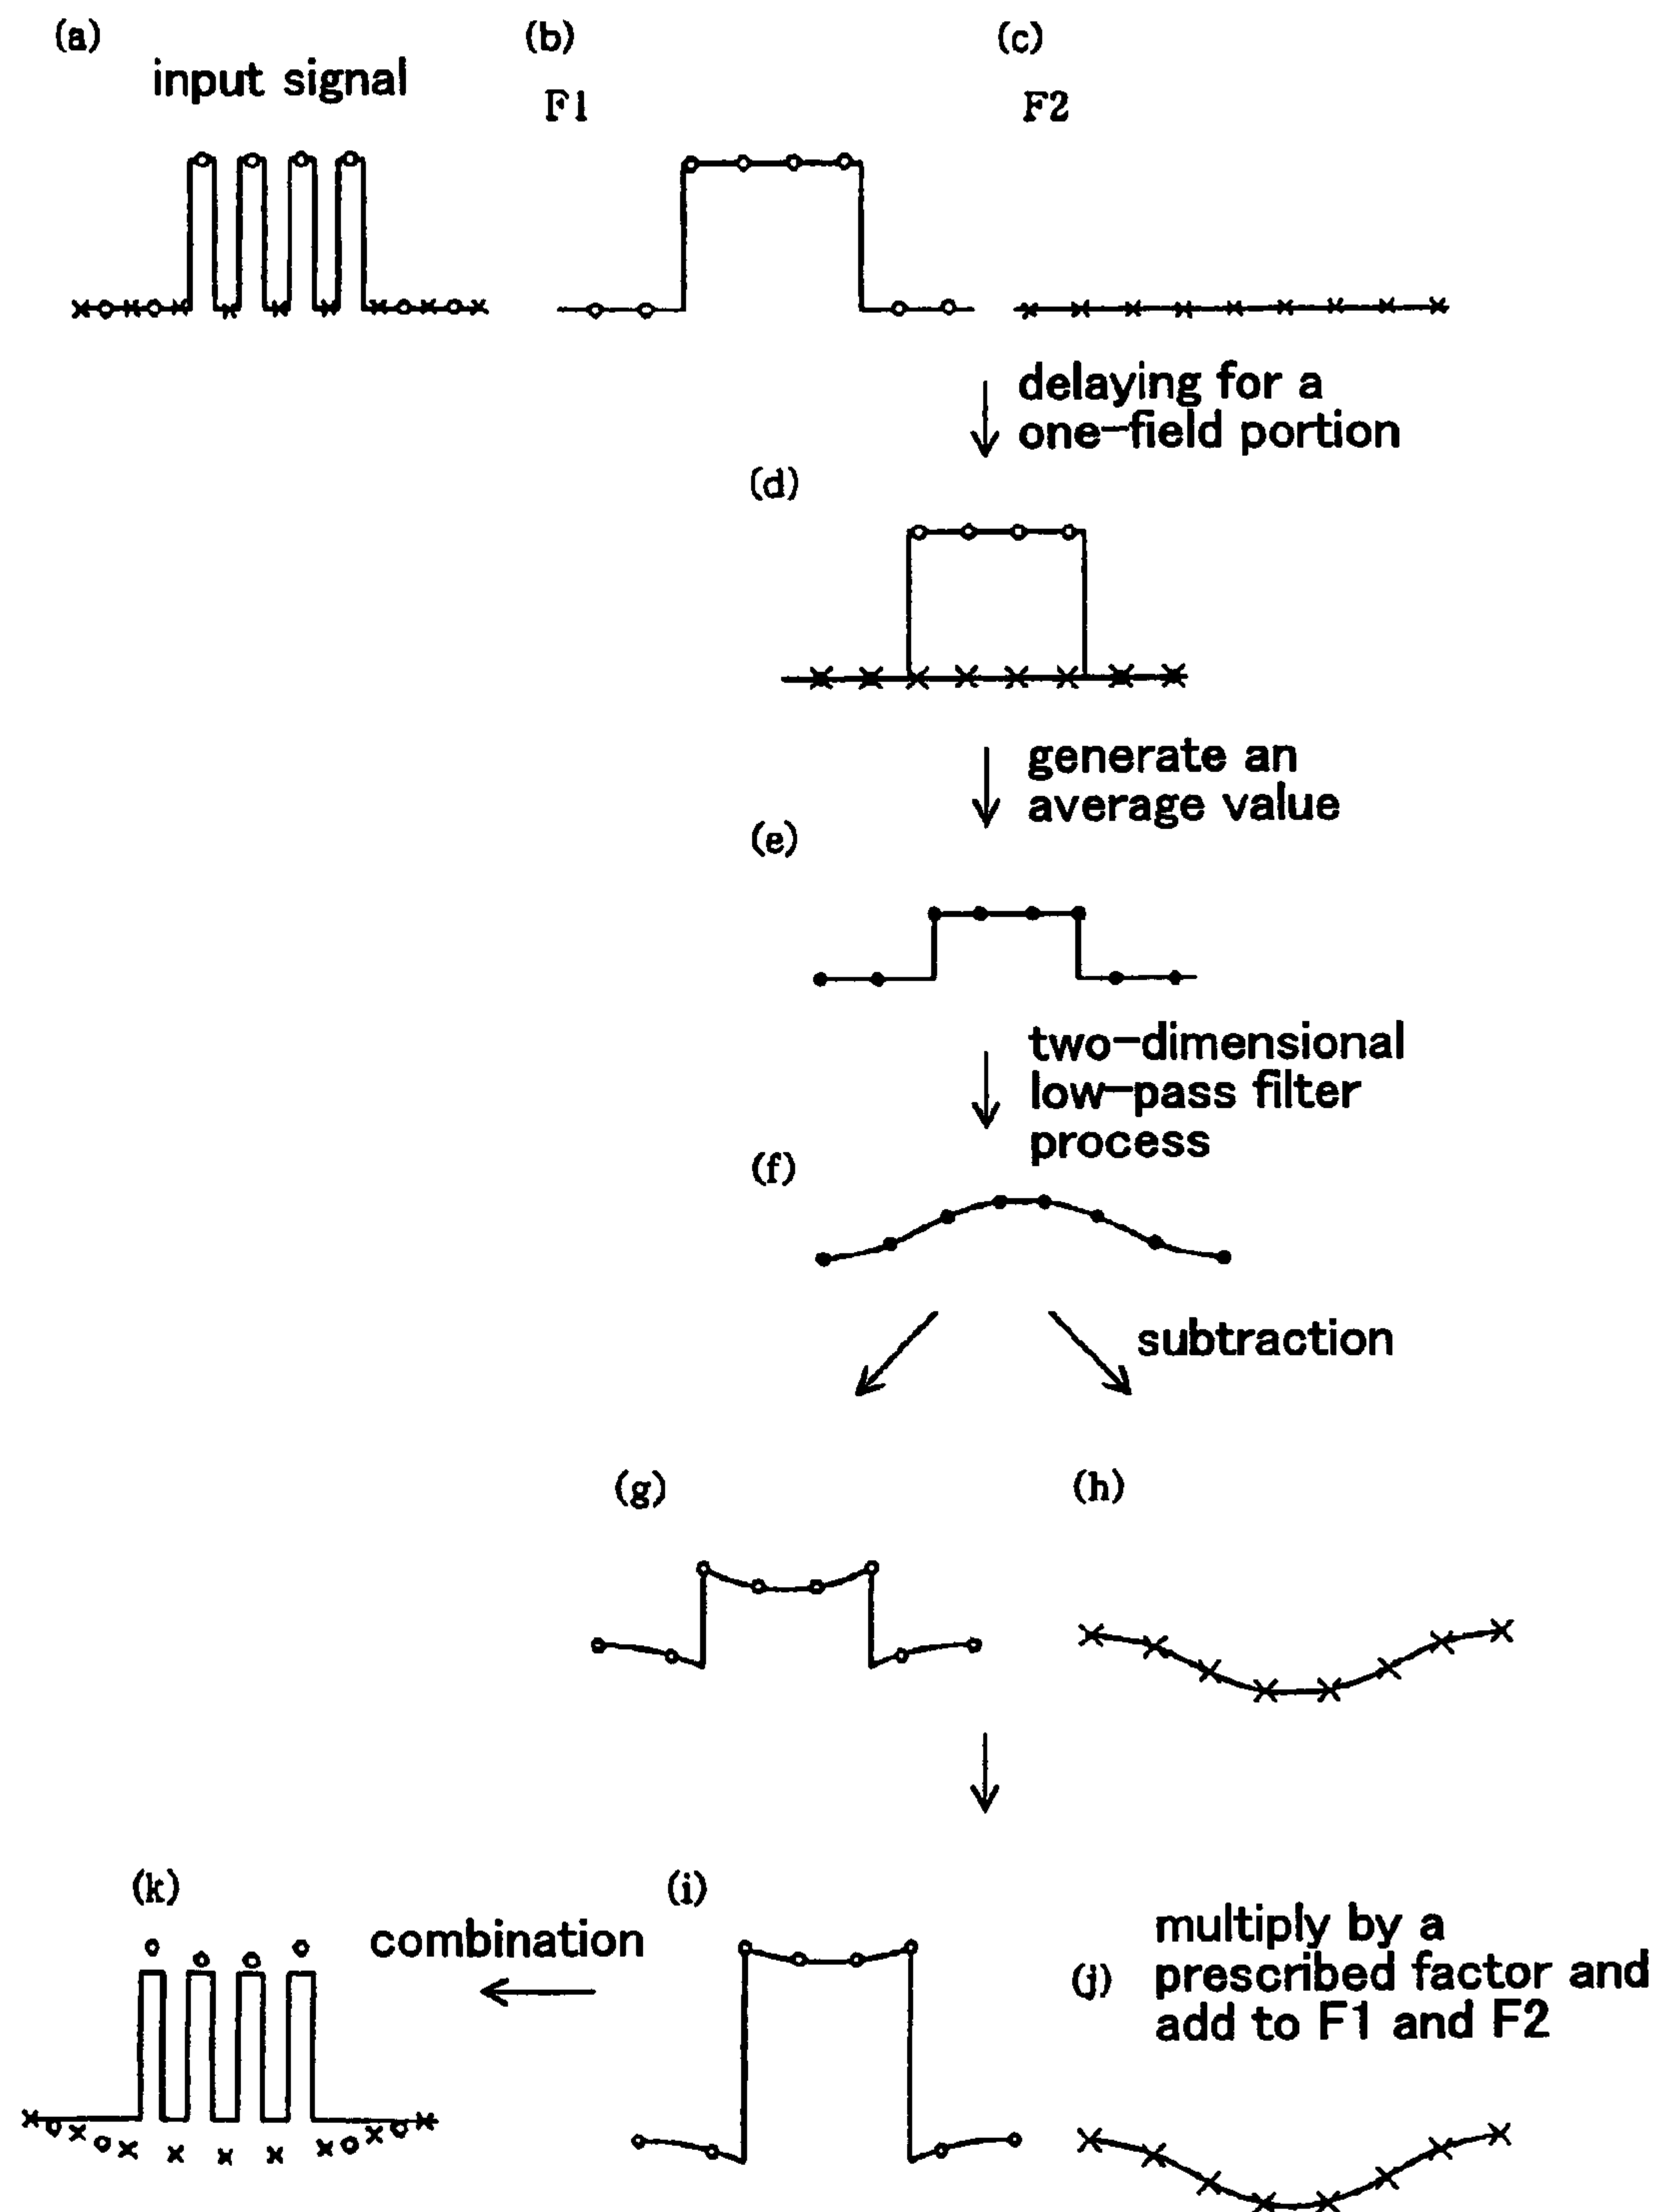 (a)
input signal
(b)
F1
(c)
F2
delaying for a
one-field portion
(d)
generate an
average value
(e)
two-dimensional
low-pass filter
process
(f)
subtraction
(g)
(h)
(k)
combination
(i)
(j)
multiply by a
prescribed factor and
add to F1 and F2